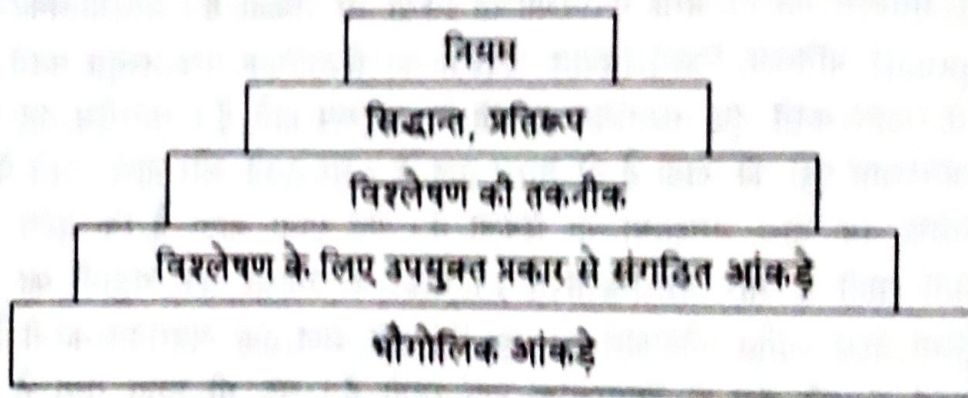 नियम
सिद्धान्त, प्रतिरूप
विश्लेषण की तकनीक
विश्लेषण के लिए उपयुक्त प्रकार से संगठित आंकड़े
भौगोलिक आंकड़े